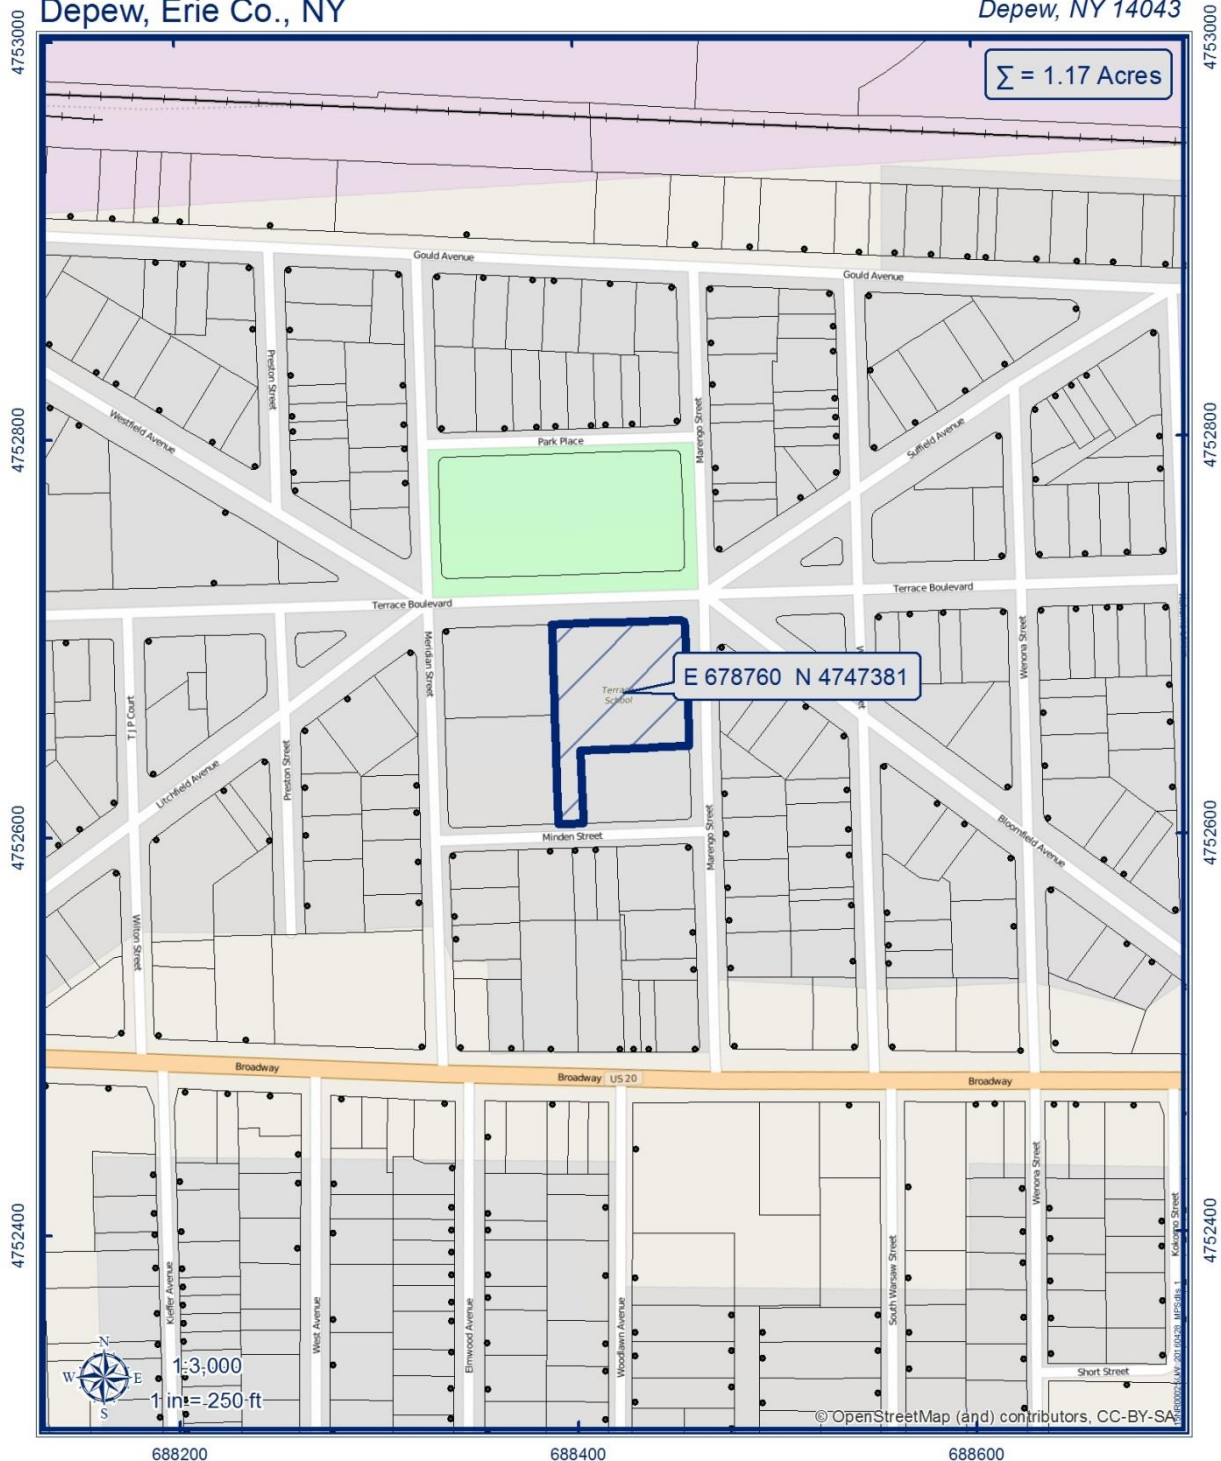 Depew, Erie Co., NY
Depew, NY 14043
4753000
4753000
∑ = 1.17 Acres
Gould Avenue
Gould Avenue
Preston Street
Westfield Avenue
Marengo Street
Suffield Avenue
4752800
4752800
Park Place
Terrace Boulevard
Terrace Boulevard
Meridian Street
Wenona Street
E 678760 N 4747381
Terrace
School
T J P Court
Preston Street
Litchfield Avenue
Marengo Street
Minden Street
Bloomfield Avenue
4752600
4752600
Wilton Street
Broadway
Broadway
US 20
Broadway
Wenona Street
Kokomo Street
4752400
4752400
Kieffer Avenue
West Avenue
Elmwood Avenue
Woodlawn Avenue
South Warsaw Street
Short Street
N
W
E
S
1:3,000
1 in = 250 ft
© OpenStreetMap (and) contributors, CC-BY-SA
688200
688400
688600